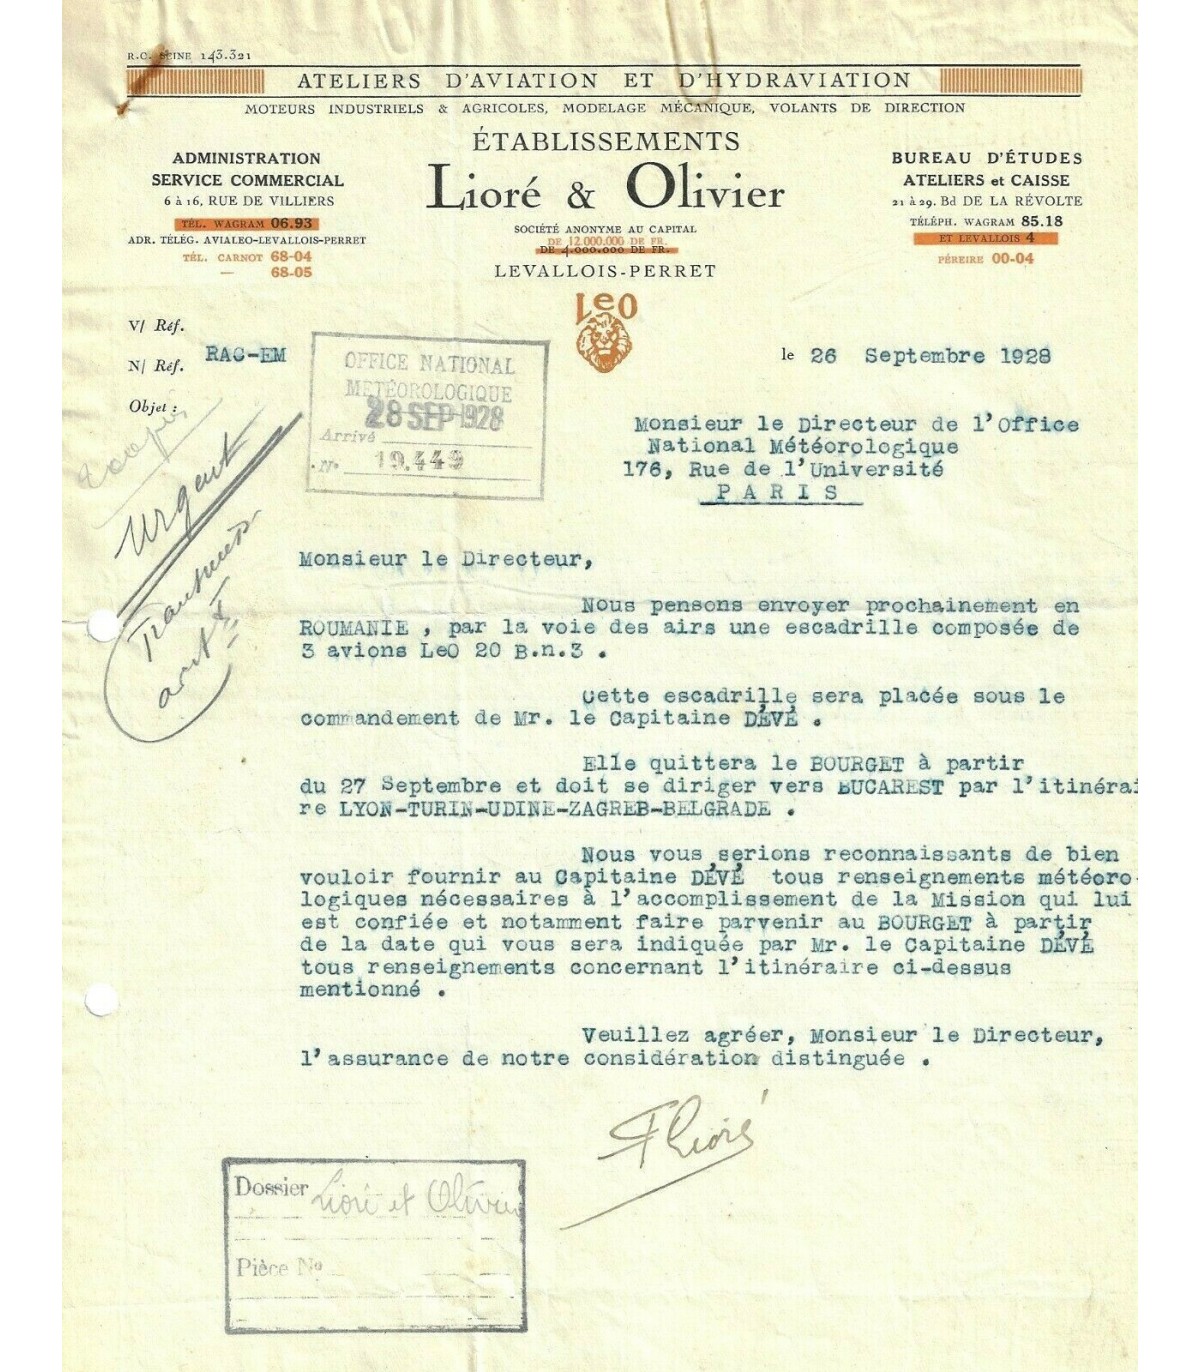 R.C. SEINE 143.321
ATELIERS D'AVIATION ET D'HYDRAVIATION
MOTEURS INDUSTRIELS & AGRICOLES, MODELAGE MÉCANIQUE, VOLANTS DE DIRECTION
ÉTABLISSEMENTS
Lioré & Olivier
SOCIÉTÉ ANONYME AU CAPITAL
DE 12.000.000 DE FR.
DE 4.000.000 DE FR.
LEVALLOIS-PERRET
ADMINISTRATION
SERVICE COMMERCIAL
6 à 16, RUE DE VILLIERS
TÉL. WAGRAM 06.93
ADR. TÉLÉG. AVIALEO-LEVALLOIS-PERRET
TÉL. CARNOT 68-04
— 68-05
BUREAU D'ÉTUDES
ATELIERS et CAISSE
21 à 29. Bd DE LA RÉVOLTE
TÉLÉPH. WAGRAM 85.18
ET LEVALLOIS 4
PÉREIRE 00-04
LeO
V/ Réf.
N/ Réf. RAC-EM
Objet :
OFFICE NATIONAL
MÉTÉOROLOGIQUE
28 SEP 1928
Arrivé
N° 19.449
le 26 Septembre 1928
Urgent
Transmets
Monsieur le Directeur de l'Office
National Météorologique
176, Rue de l'Université
PARIS
Monsieur le Directeur,
Nous pensons envoyer prochainement en
ROUMANIE , par la voie des airs une escadrille composée de
3 avions LeO 20 B.n.3 .
Cette escadrille sera placée sous le
commandement de Mr. le Capitaine DÉVÉ .
Elle quittera le BOURGET à partir
du 27 Septembre et doit se diriger vers BUCAREST par l'itinérai
re LYON-TURIN-UDINE-ZAGREB-BELGRADE .
Nous vous serions reconnaissants de bien
vouloir fournir au Capitaine DÉVÉ tous renseignements météoro-
logiques nécessaires à l'accomplissement de la Mission qui lui
est confiée et notamment faire parvenir au BOURGET à partir
de la date qui vous sera indiquée par Mr. le Capitaine DÉVÉ
tous renseignements concernant l'itinéraire ci-dessus
mentionné .
Veuillez agréer, Monsieur le Directeur,
l'assurance de notre considération distinguée .
F Lioré
Dossier Lioré et Olivier
Pièce N°